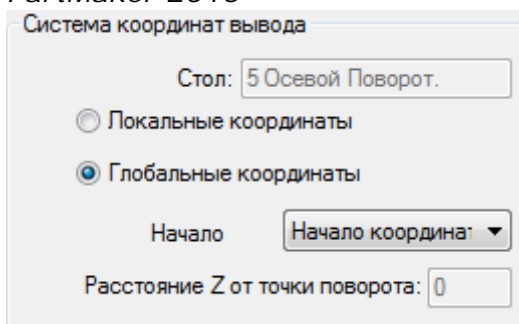 PartMaker 2015
Система координат вывода
Стол: 5 Осевой Поворот.
Локальные координаты
Глобальные координаты
Начало Начало координат
Расстояние Z от точки поворота: 0